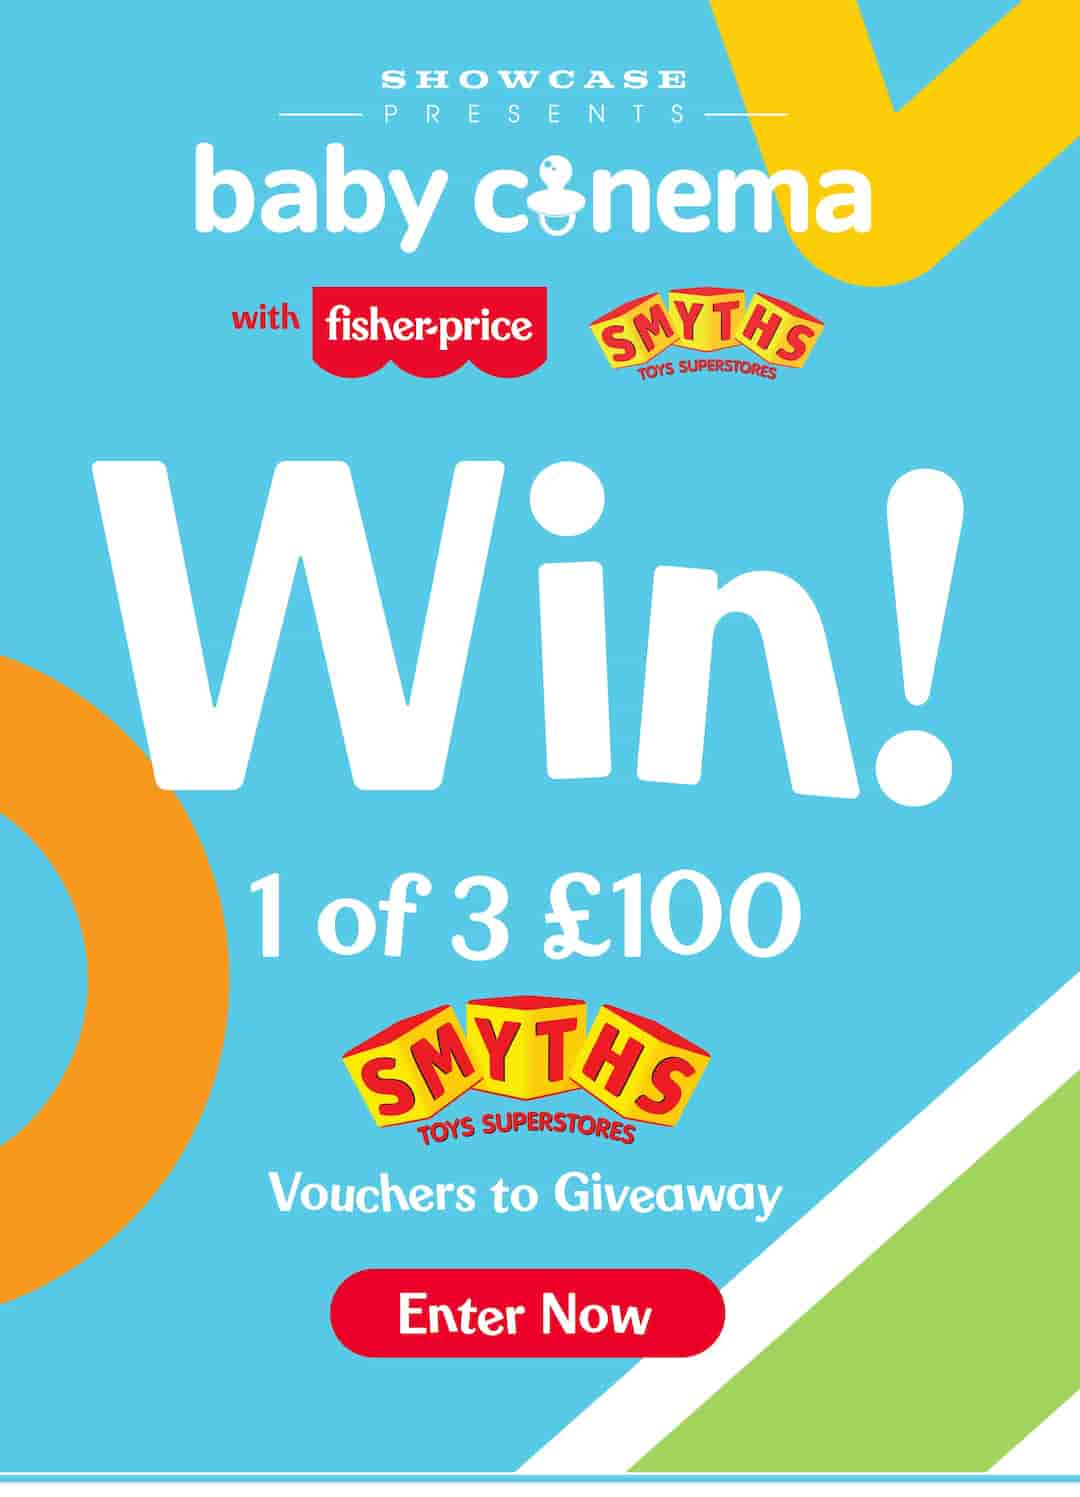 SHOWCASE
PRESENTS
baby cinema
with fisher-price SMYTHS
TOYS SUPERSTORES
Win!
1 of 3 £100
SMYTHS
TOYS SUPERSTORES
Vouchers to Giveaway
Enter Now